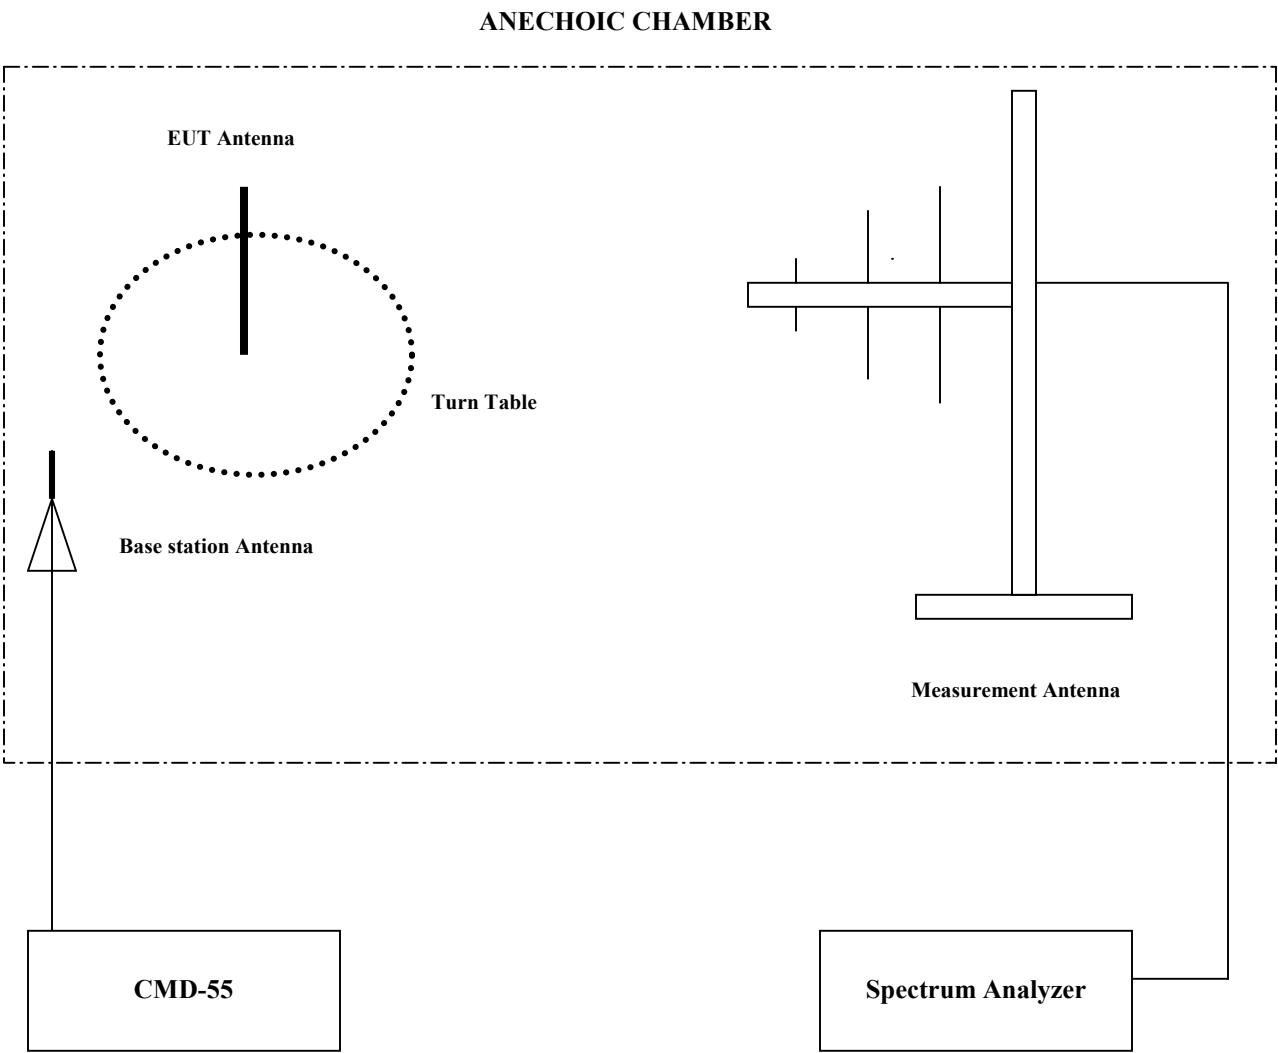 ANECHOIC CHAMBER
EUT Antenna
Turn Table
Base station Antenna
Measurement Antenna
CMD-55
Spectrum Analyzer